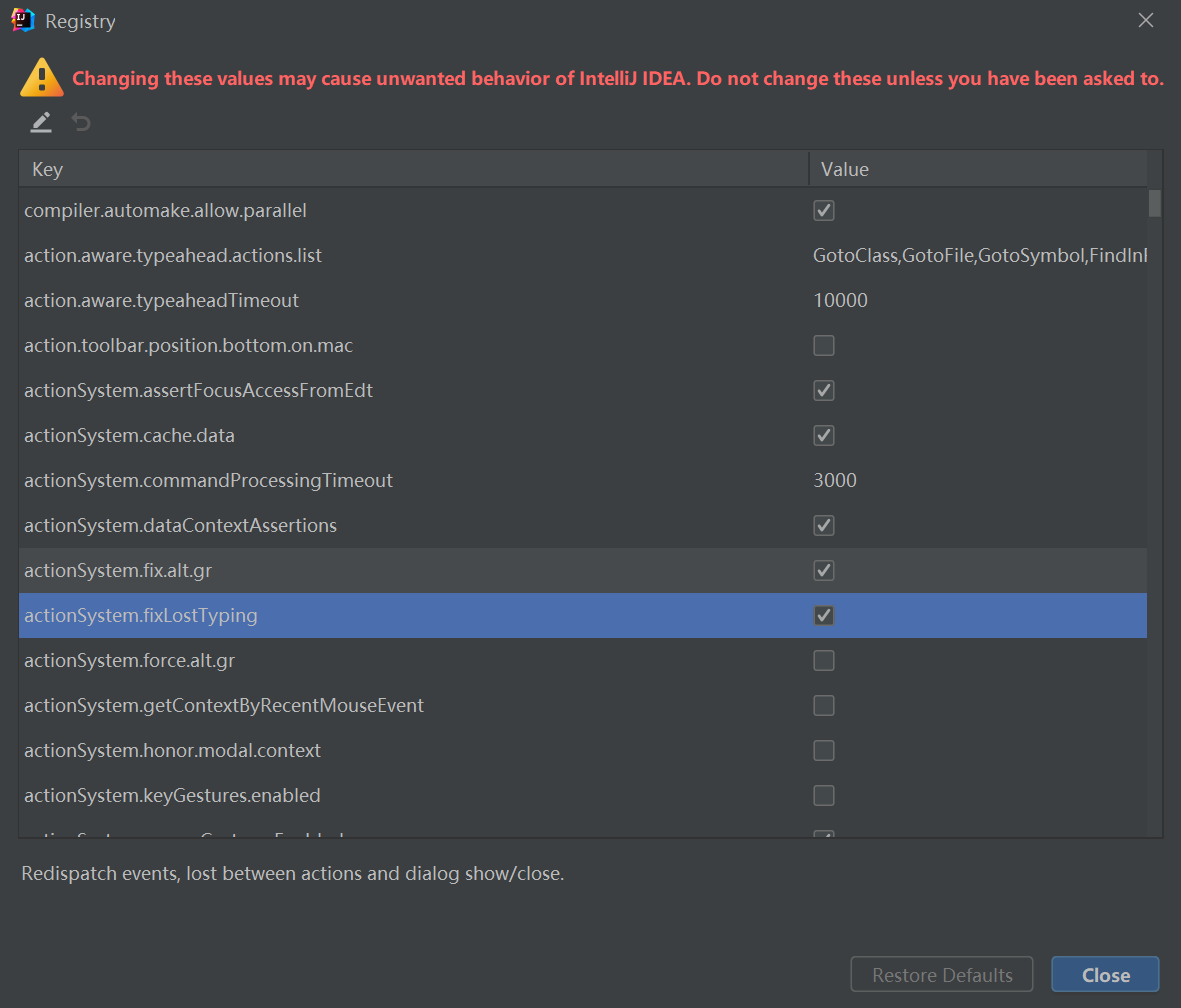 Registry
Changing these values may cause unwanted behavior of IntelliJ IDEA. Do not change these unless you have been asked to.
Key Value
compiler.automake.allow.parallel
action.aware.typeahead.actions.list GotoClass,GotoFile,GotoSymbol,FindInF
action.aware.typeaheadTimeout 10000
action.toolbar.position.bottom.on.mac
actionSystem.assertFocusAccessFromEdt
actionSystem.cache.data
actionSystem.commandProcessingTimeout 3000
actionSystem.dataContextAssertions
actionSystem.fix.alt.gr
actionSystem.fixLostTyping
actionSystem.force.alt.gr
actionSystem.getContextByRecentMouseEvent
actionSystem.honor.modal.context
actionSystem.keyGestures.enabled
Redispatch events, lost between actions and dialog show/close.
Restore Defaults Close